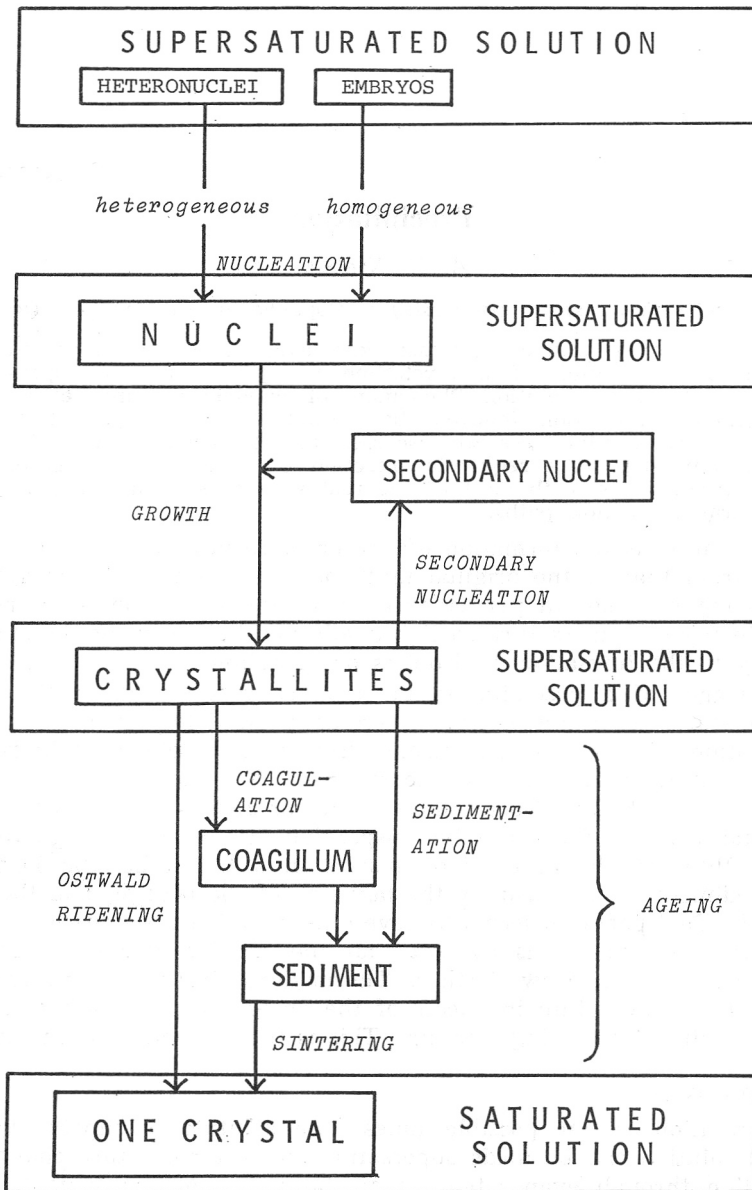 SUPERSATURATED SOLUTION
HETERONUCLEI
EMBRYOS
heterogeneous
homogeneous
NUCLEATION
NUCLEI
SUPERSATURATED
SOLUTION
SECONDARY NUCLEI
GROWTH
SECONDARY
NUCLEATION
CRYSTALLITES
SUPERSATURATED
SOLUTION
COAGUL-
ATION
SEDIMENT-
ATION
COAGULUM
OSTWALD
RIPENING
AGEING
SEDIMENT
SINTERING
ONE CRYSTAL
SATURATED
SOLUTION